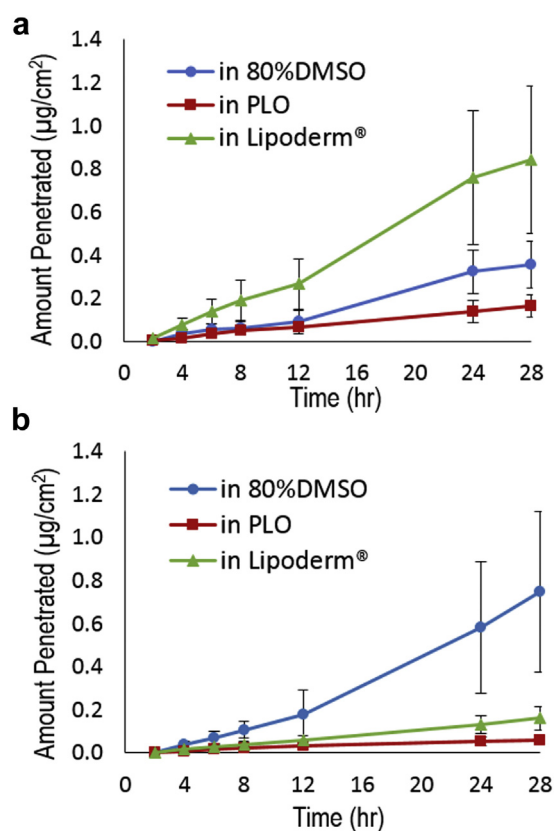 a
1.4
1.2
1.0
0.8
0.6
0.4
0.2
0.0
Amount Penetrated (µg/cm²)
in 80%DMSO
in PLO
in Lipoderm®
0 4 8 12 16 20 24 28
Time (hr)
b
1.4
1.2
1.0
0.8
0.6
0.4
0.2
0.0
Amount Penetrated (µg/cm²)
in 80%DMSO
in PLO
in Lipoderm®
0 4 8 12 16 20 24 28
Time (hr)